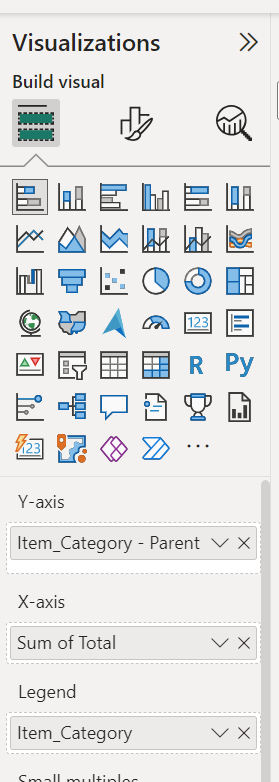 Visualizations
Build visual
123
R Py
123
Y-axis
Item_Category - Parent
X-axis
Sum of Total
Legend
Item_Category
Small multiples